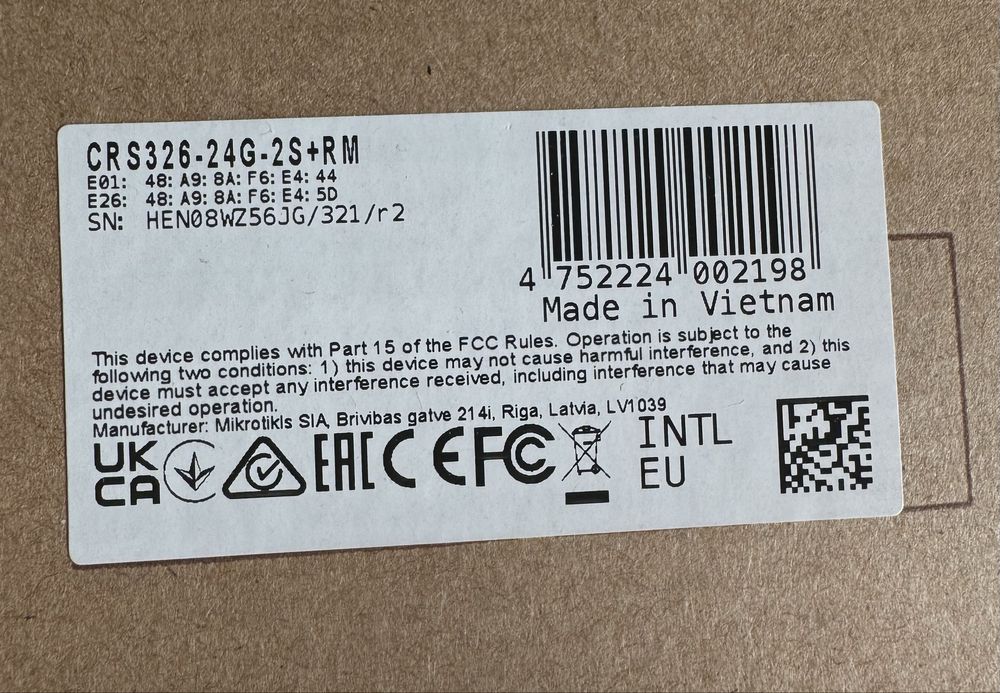 CRS326-24G-2S+RM
E01: 48: A9: 8A: F6: E4: 44
E26: 48: A9: 8A: F6: E4: 5D
SN: HEN08WZ56JG/321/r2
4 752224 002198
Made in Vietnam
This device complies with Part 15 of the FCC Rules. Operation is subject to the
following two conditions: 1) this device may not cause harmful interference, and 2) this
device must accept any interference received, including interference that may cause
undesired operation.
Manufacturer: Mikrotikls SIA, Brivibas gatve 214i, Riga, Latvia, LV1039
UK
CA
EAC CE FC
INTL
EU